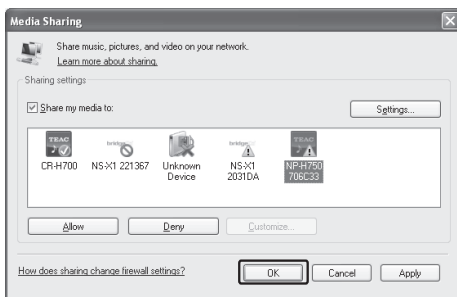 Media Sharing
Share music, pictures, and video on your network.
Learn more about sharing.
Sharing settings
Share my media to:
Settings...
TEAC
TEAC
CR-H700
NS-X1 221367
Unknown
Device
NS-X1
2031DA
NP-H750
706C33
Allow
Deny
Customize...
How does sharing change firewall settings?
OK
Cancel
Apply